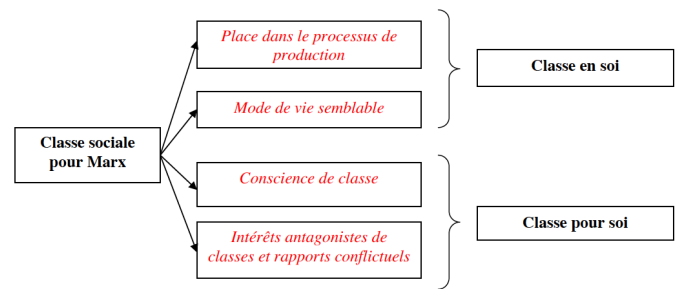 Place dans le processus de
production
Classe en soi
Mode de vie semblable
Classe sociale
pour Marx
Conscience de classe
Classe pour soi
Intérêts antagonistes de
classes et rapports conflictuels